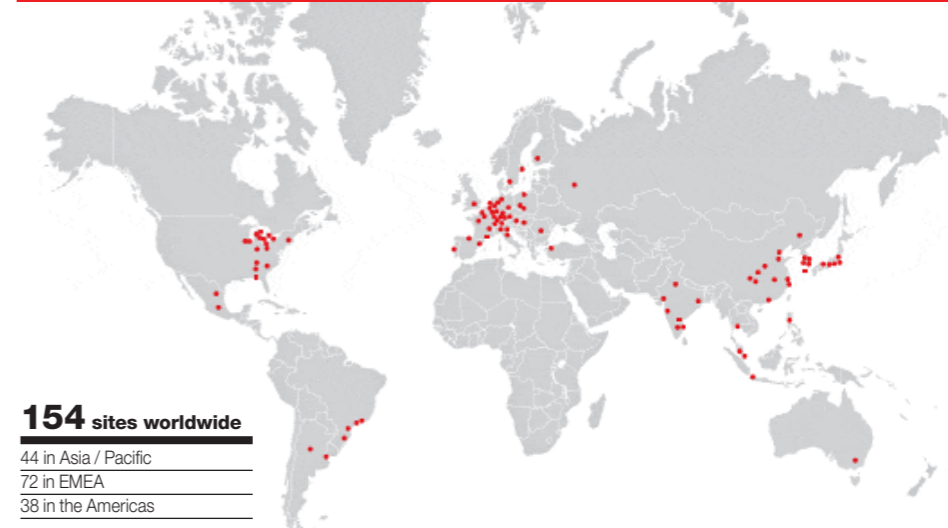 154 sites worldwide
44 in Asia / Pacific
72 in EMEA
38 in the Americas